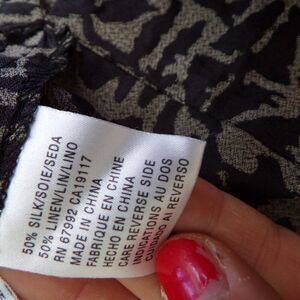 50% SILK/SOIE/SEDA
50% LINEN/LIN/LINO
RN 67992 CA19117
MADE IN CHINA
FABRIQUE EN CHINE
HECHO EN CHINA
CARE REVERSE SIDE
INDICATIONS AU DOS
CUIDADO AL REVERSO